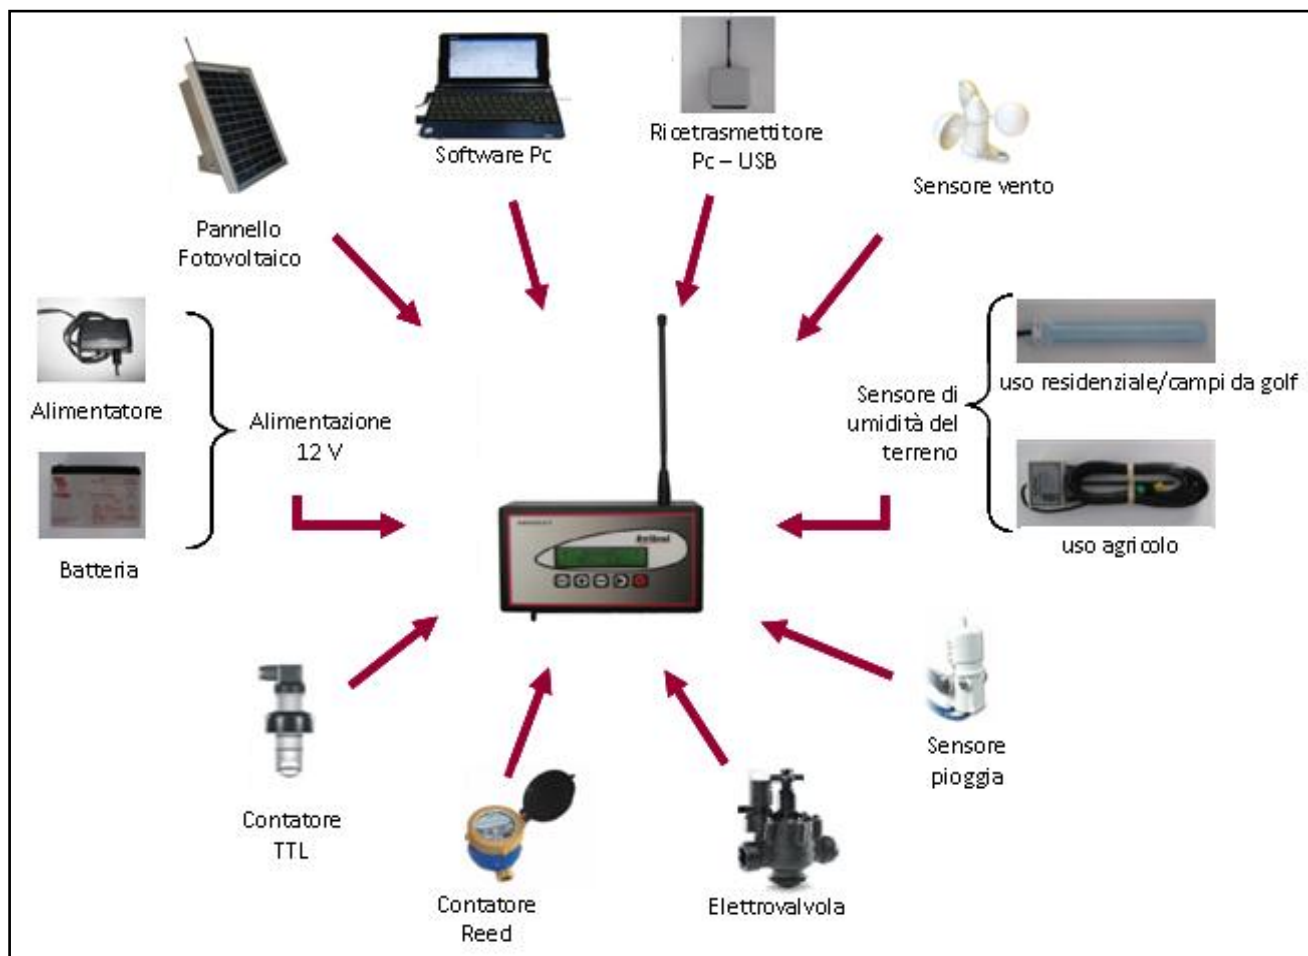 Software Pc
Ricetrasmettitore
Pc – USB
Sensore vento
Pannello
Fotovoltaico
Alimentatore
Alimentazione
12 V
Batteria
Sensore di
umidità del
terreno
uso residenziale/campi da golf
uso agricolo
Sensore
pioggia
Contatore
TTL
Contatore
Reed
Elettrovalvola